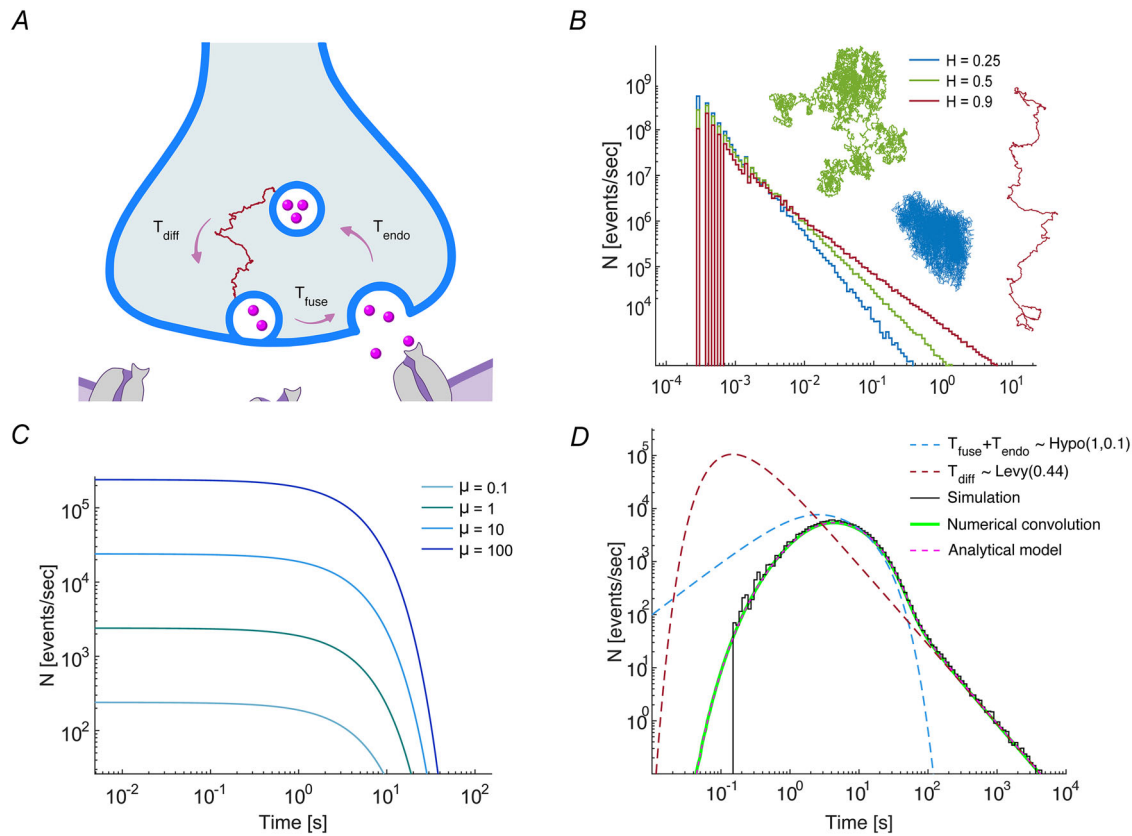 A
T_diff
T_endo
T_fuse
B
H = 0.25
H = 0.5
H = 0.9
N [events/sec]
10^9
10^8
10^7
10^6
10^5
10^4
10^-4 10^-3 10^-2 10^-1 10^0 10^1
C
μ = 0.1
μ = 1
μ = 10
μ = 100
N [events/sec]
10^5
10^4
10^3
10^2
10^-2 10^-1 10^0 10^1 10^2
Time [s]
D
T_fuse+T_endo ~ Hypo(1,0.1)
T_diff ~ Levy(0.44)
Simulation
Numerical convolution
Analytical model
N [events/sec]
10^5
10^4
10^3
10^2
10^1
10^0
10^-1 10^0 10^1 10^2 10^3 10^4
Time [s]